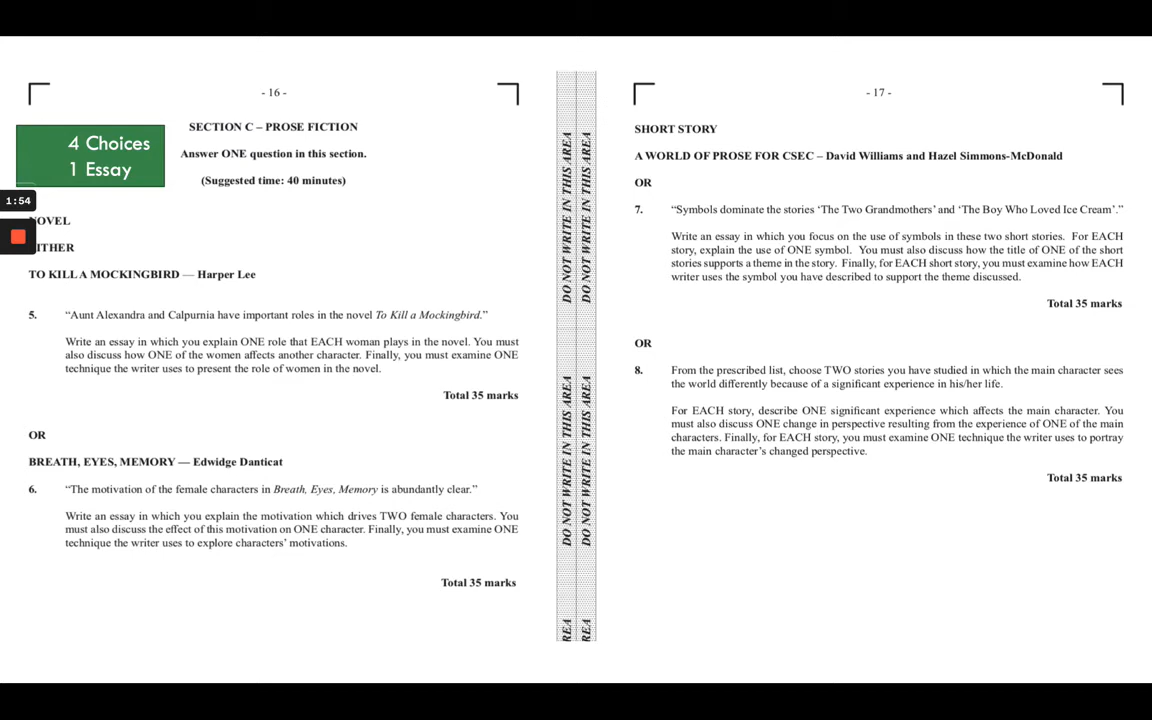 - 16 -
4 Choices
1 Essay
SECTION C – PROSE FICTION
Answer ONE question in this section.
(Suggested time: 40 minutes)
1:54
NOVEL
ITHER
TO KILL A MOCKINGBIRD — Harper Lee
5. “Aunt Alexandra and Calpurnia have important roles in the novel To Kill a Mockingbird.”
Write an essay in which you explain ONE role that EACH woman plays in the novel. You must
also discuss how ONE of the women affects another character. Finally, you must examine ONE
technique the writer uses to present the role of women in the novel.
Total 35 marks
OR
BREATH, EYES, MEMORY — Edwidge Danticat
6. “The motivation of the female characters in Breath, Eyes, Memory is abundantly clear.”
Write an essay in which you explain the motivation which drives TWO female characters. You
must also discuss the effect of this motivation on ONE character. Finally, you must examine ONE
technique the writer uses to explore characters’ motivations.
Total 35 marks
DO NOT WRITE IN THIS AREA
DO NOT WRITE IN THIS AREA
REA
DO NOT WRITE IN THIS AREA
DO NOT WRITE IN THIS AREA
REA
- 17 -
SHORT STORY
A WORLD OF PROSE FOR CSEC – David Williams and Hazel Simmons-McDonald
OR
7. “Symbols dominate the stories ‘The Two Grandmothers’ and ‘The Boy Who Loved Ice Cream’.”
Write an essay in which you focus on the use of symbols in these two short stories. For EACH
story, explain the use of ONE symbol. You must also discuss how the title of ONE of the short
stories supports a theme in the story. Finally, for EACH short story, you must examine how EACH
writer uses the symbol you have described to support the theme discussed.
Total 35 marks
OR
8. From the prescribed list, choose TWO stories you have studied in which the main character sees
the world differently because of a significant experience in his/her life.
For EACH story, describe ONE significant experience which affects the main character. You
must also discuss ONE change in perspective resulting from the experience of ONE of the main
characters. Finally, for EACH story, you must examine ONE technique the writer uses to portray
the main character’s changed perspective.
Total 35 marks